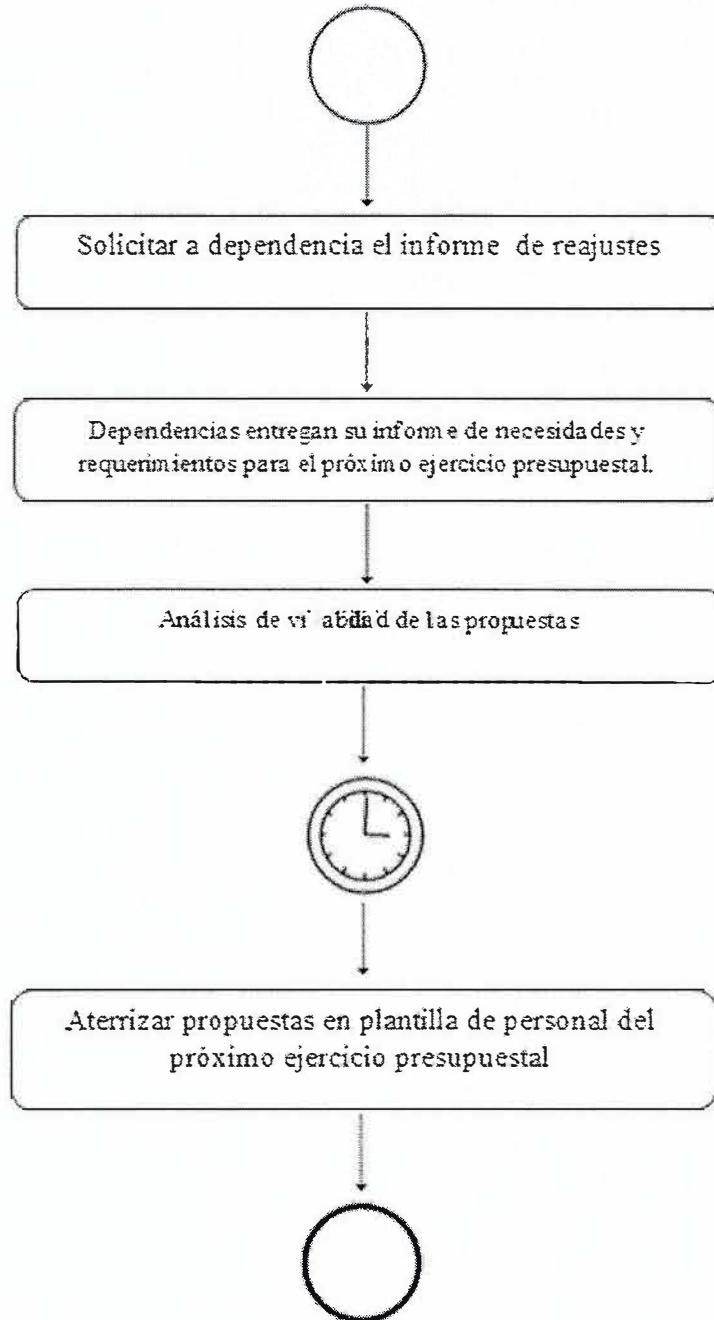 Solicitar a dependencia el informe de reajustes
Dependencias entregan su informe de necesidades y
requerimientos para el próximo ejercicio presupuestal.
Análisis de de las propuestas
Aterrizar propuestas en plantilla de personal del
próximo ejercicio presupuestal